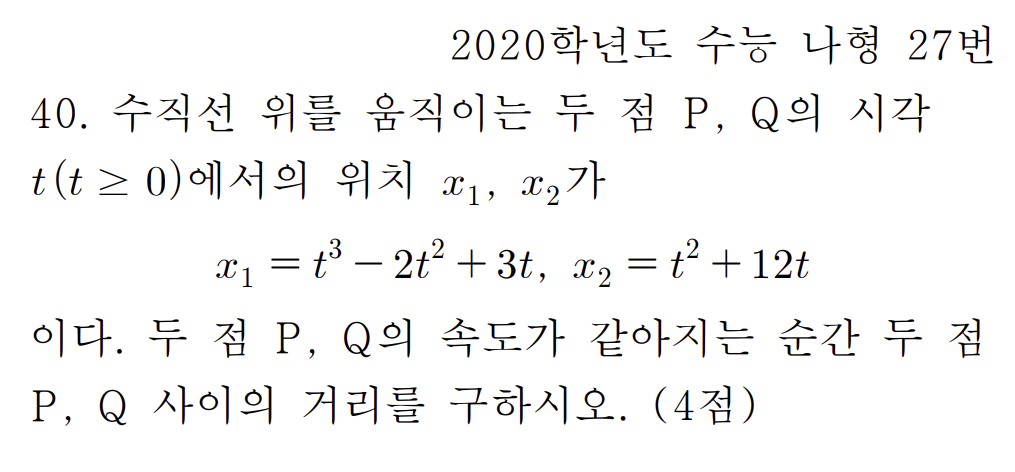 2020학년도 수능 나형 27번
40. 수직선 위를 움직이는 두 점 P, Q의 시각
t(t ≥ 0)에서의 위치 x₁, x₂가
x₁ = t³ − 2t² + 3t, x₂ = t² + 12t
이다. 두 점 P, Q의 속도가 같아지는 순간 두 점
P, Q 사이의 거리를 구하시오. (4점)